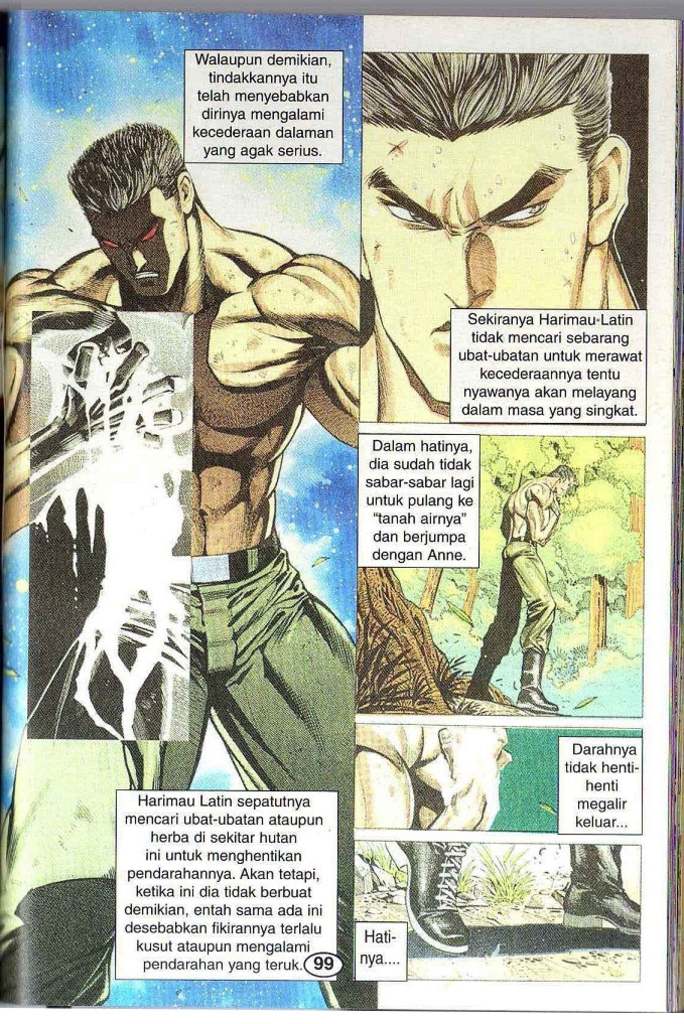 Walaupun demikian,
tindakkannya itu
telah menyebabkan
dirinya mengalami
kecederaan dalaman
yang agak serius.
Sekiranya Harimau-Latin
tidak mencari sebarang
ubat-ubatan untuk merawat
kecederaannya tentu
nyawanya akan melayang
dalam masa yang singkat.
Dalam hatinya,
dia sudah tidak
sabar-sabar lagi
untuk pulang ke
“tanah airnya”
dan berjumpa
dengan Anne.
Darahnya
tidak henti-
henti
megalir
keluar...
Harimau Latin sepatutnya
mencari ubat-ubatan ataupun
herba di sekitar hutan
ini untuk menghentikan
pendarahannya. Akan tetapi,
ketika ini dia tidak berbuat
demikian, entah sama ada ini
desebabkan fikirannya terlalu
kusut ataupun mengalami
pendarahan yang teruk.
99
Hati-
nya....